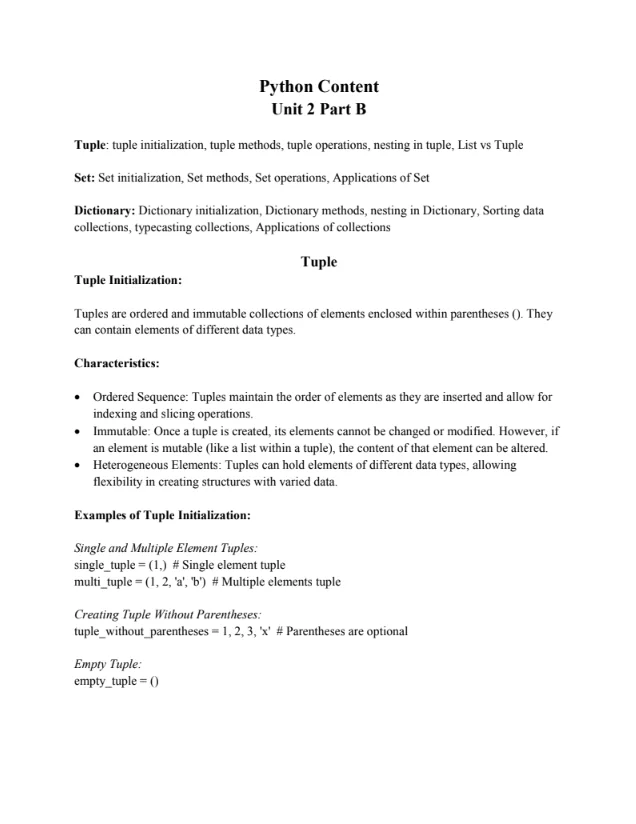 Python Content
Unit 2 Part B
Tuple: tuple initialization, tuple methods, tuple operations, nesting in tuple, List vs Tuple
Set: Set initialization, Set methods, Set operations, Applications of Set
Dictionary: Dictionary initialization, Dictionary methods, nesting in Dictionary, Sorting data
collections, typecasting collections, Applications of collections
Tuple
Tuple Initialization:
Tuples are ordered and immutable collections of elements enclosed within parentheses (). They
can contain elements of different data types.
Characteristics:
• Ordered Sequence: Tuples maintain the order of elements as they are inserted and allow for
indexing and slicing operations.
• Immutable: Once a tuple is created, its elements cannot be changed or modified. However, if
an element is mutable (like a list within a tuple), the content of that element can be altered.
• Heterogeneous Elements: Tuples can hold elements of different data types, allowing
flexibility in creating structures with varied data.
Examples of Tuple Initialization:
Single and Multiple Element Tuples:
single_tuple = (1,)  # Single element tuple
multi_tuple = (1, 2, 'a', 'b')  # Multiple elements tuple
Creating Tuple Without Parentheses:
tuple_without_parentheses = 1, 2, 3, 'x'  # Parentheses are optional
Empty Tuple:
empty_tuple = ()